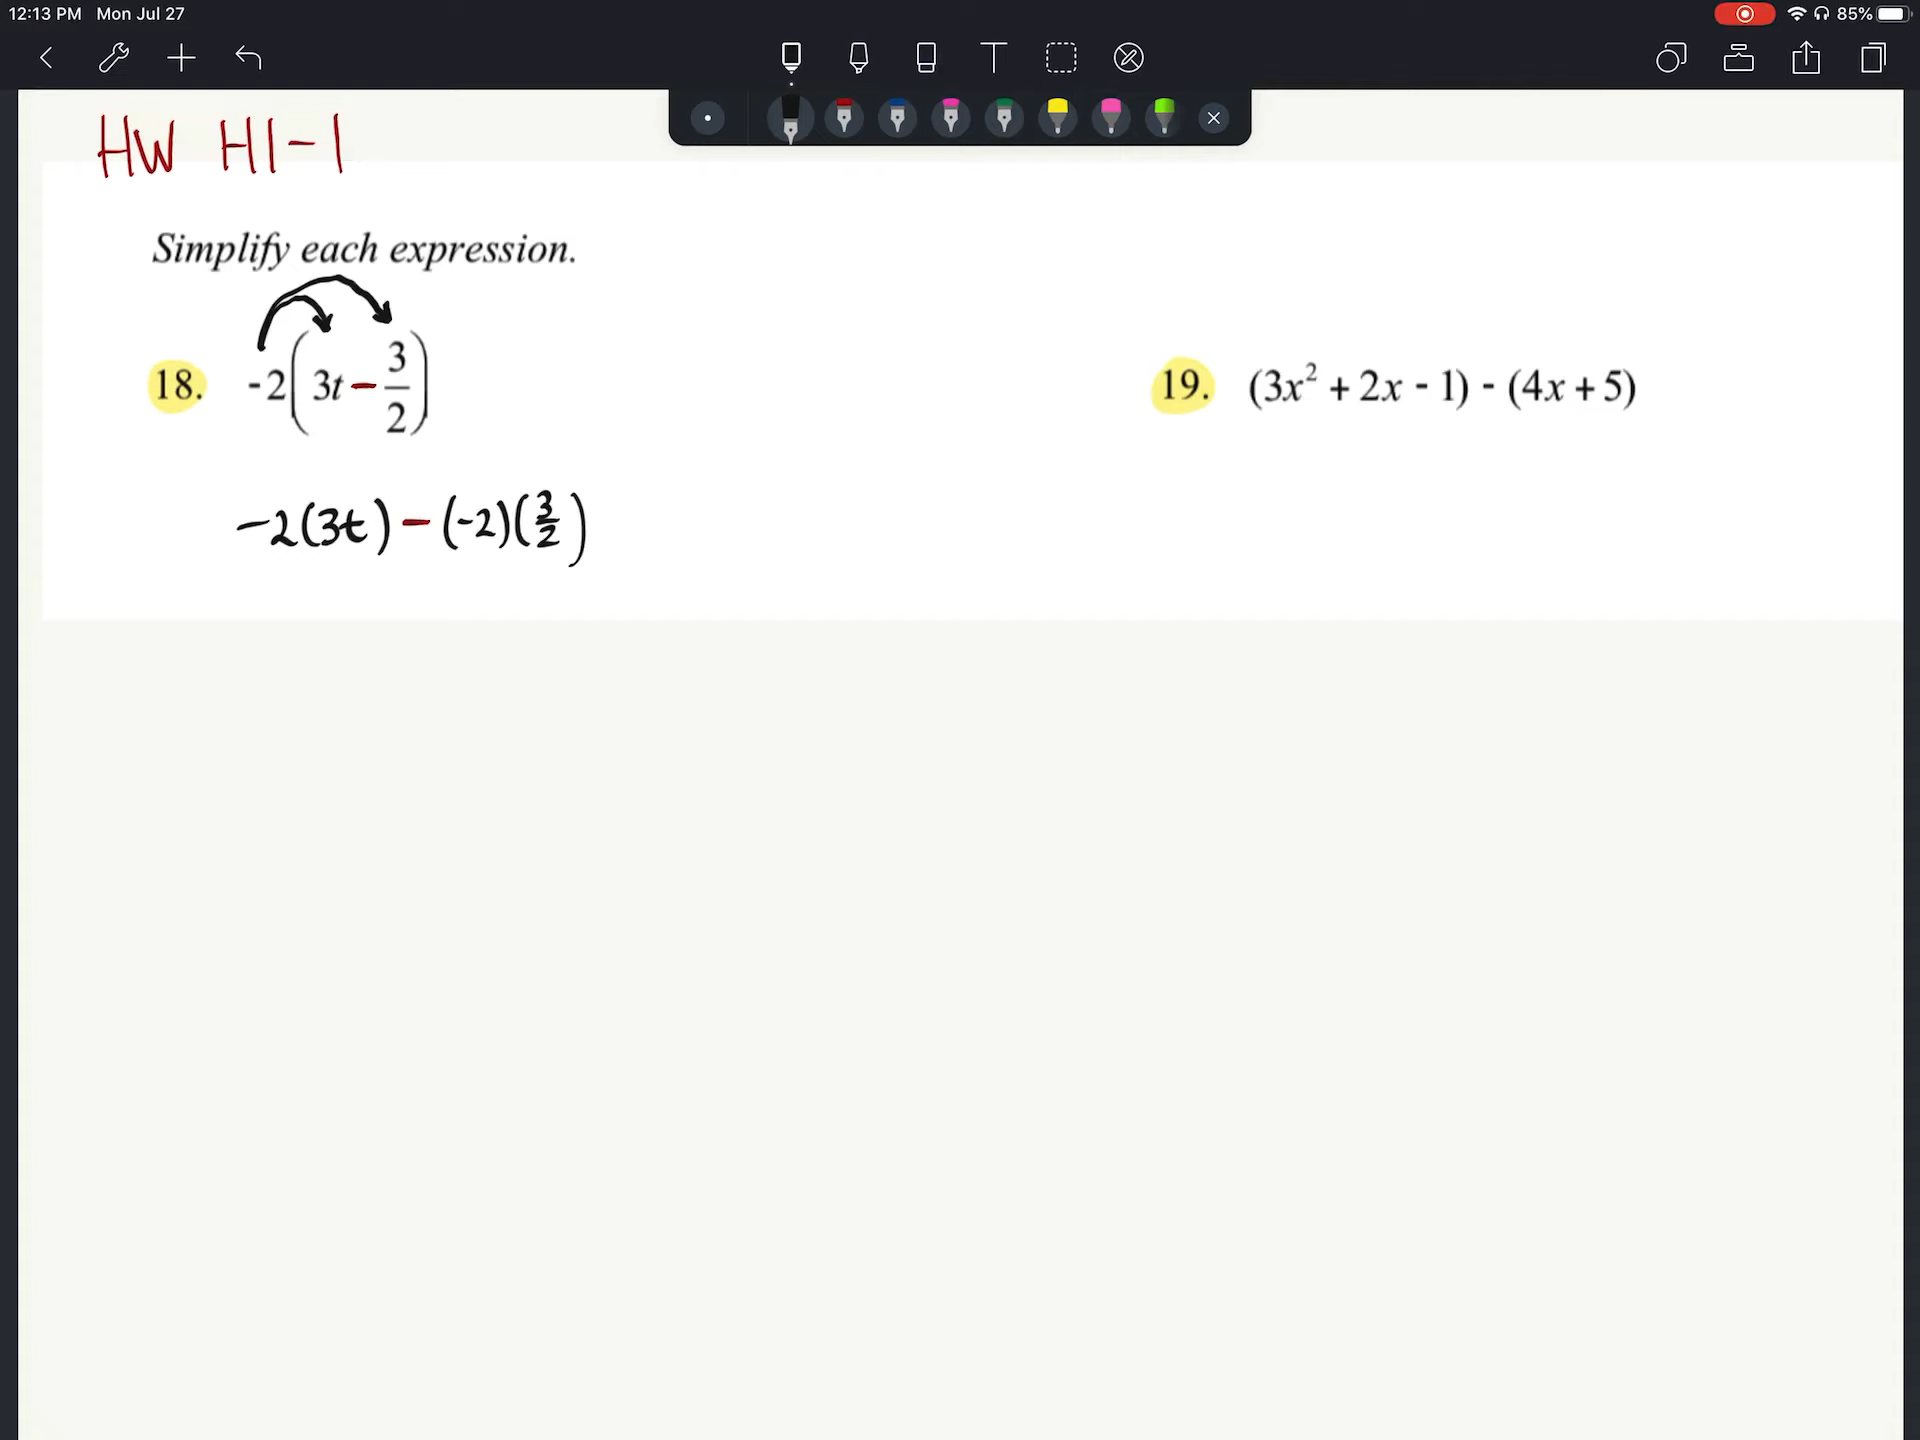 12:13 PM Mon Jul 27 85%
HW H1-1
Simplify each expression.
18. -2(3t - 3/2)
19. (3x² + 2x - 1) - (4x + 5)
-2(3t) - (-2)(3/2)